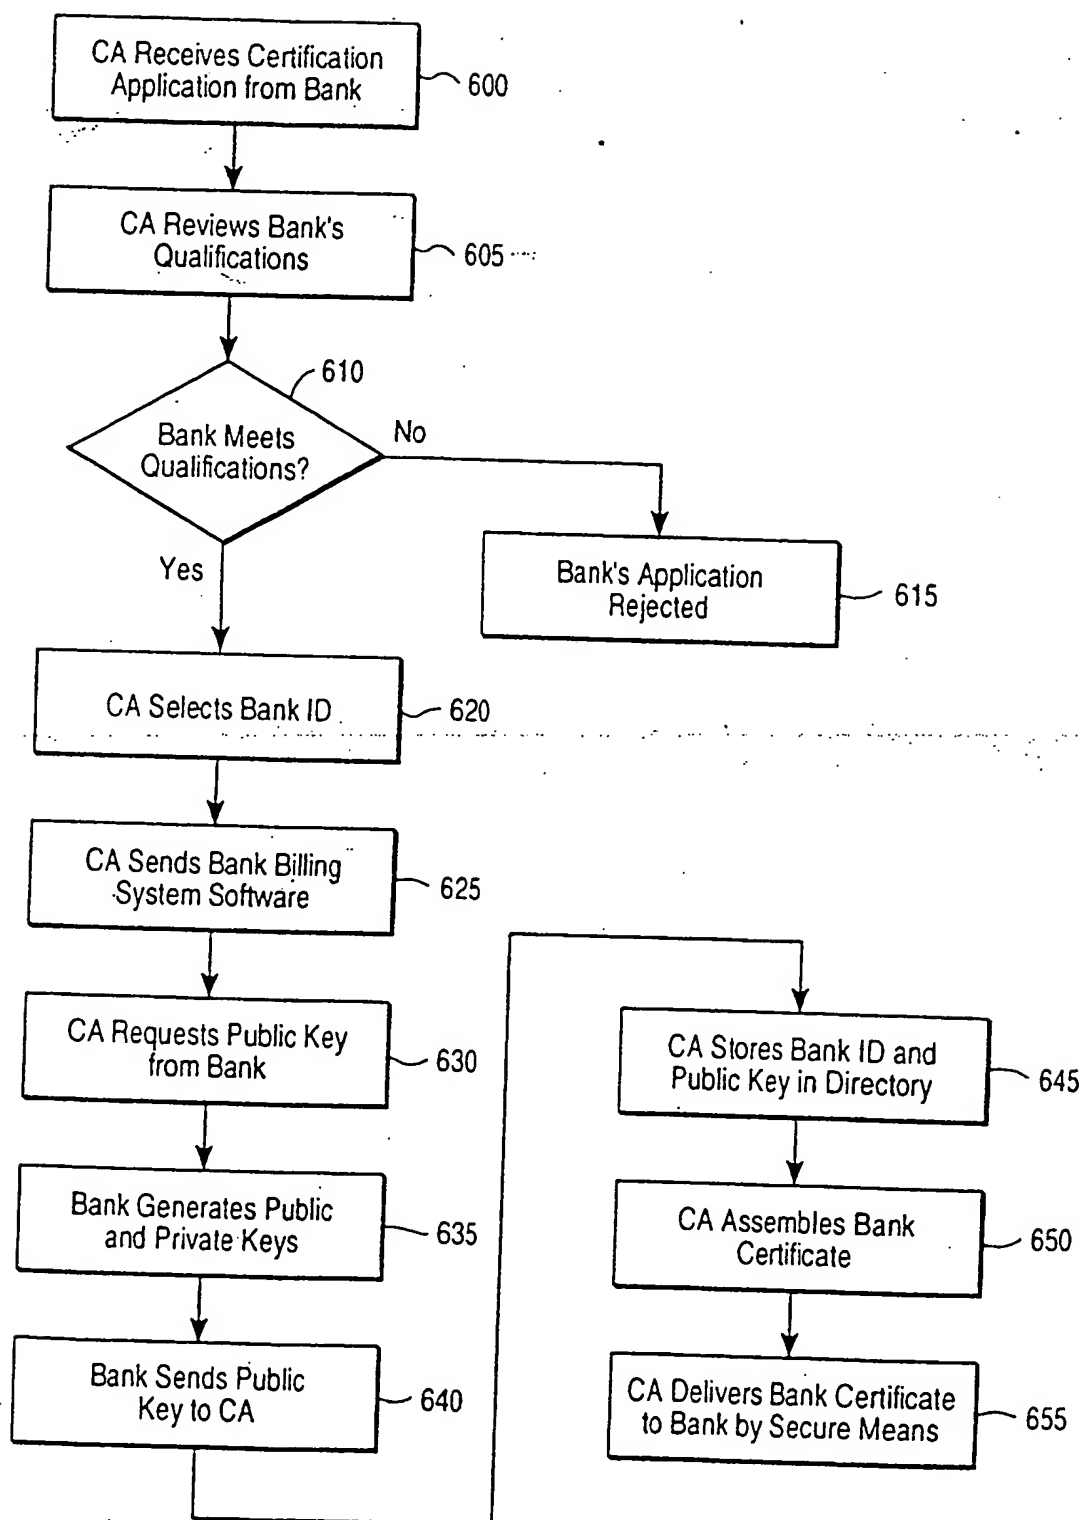 CA Receives Certification
Application from Bank
600
CA Reviews Bank's
Qualifications
605
610
Bank Meets
Qualifications?
No
Yes
Bank's Application
Rejected
615
CA Selects Bank ID
620
CA Sends Bank Billing
System Software
625
CA Requests Public Key
from Bank
630
Bank Generates Public
and Private Keys
635
Bank Sends Public
Key to CA
640
CA Stores Bank ID and
Public Key in Directory
645
CA Assembles Bank
Certificate
650
CA Delivers Bank Certificate
to Bank by Secure Means
655